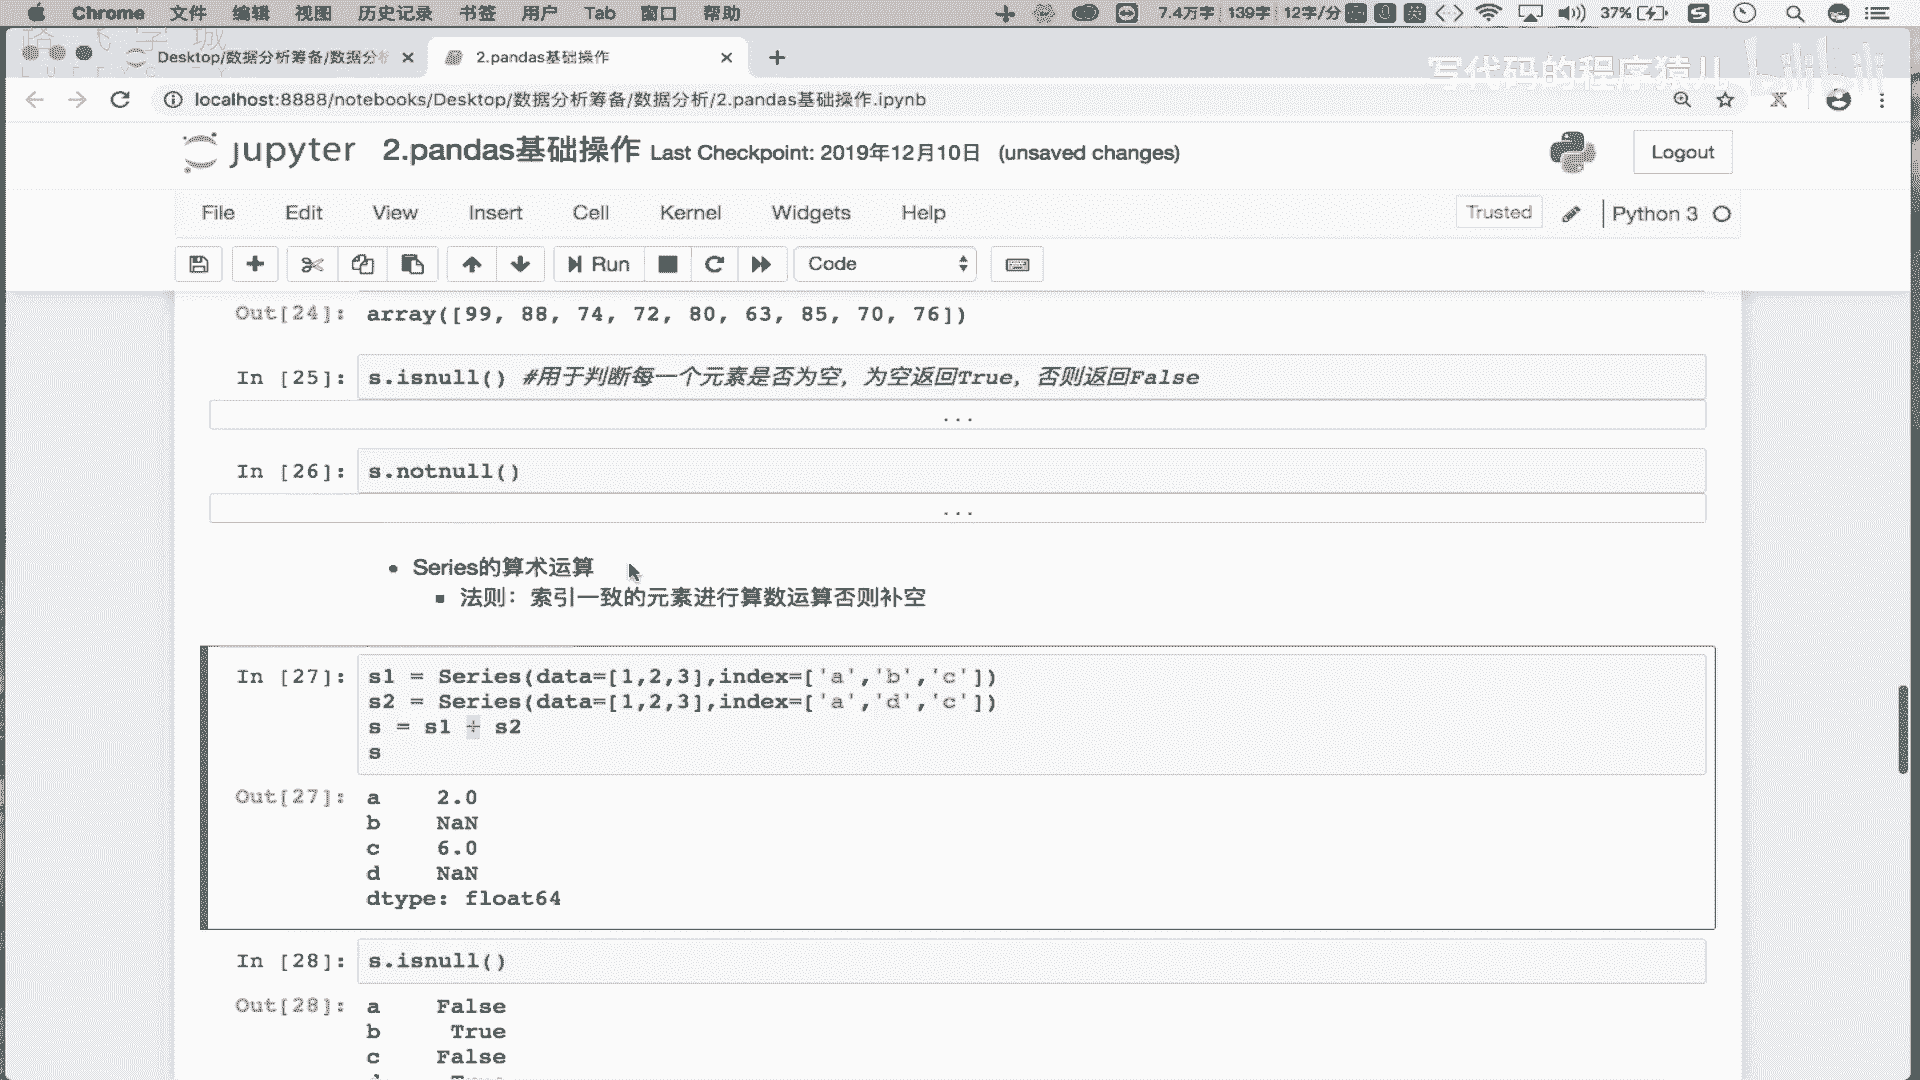 Chrome 文件 编辑 视图 历史记录 书签 用户 Tab 窗口 帮助 7.4万字 139字 12字/分 英 37%
Desktop/数据分析筹备/数据分析 2.pandas基础操作
写代码的程序猿儿 bilibili
localhost:8888/notebooks/Desktop/数据分析筹备/数据分析/2.pandas基础操作.ipynb
jupyter 2.pandas基础操作 Last Checkpoint: 2019年12月10日 (unsaved changes) Logout
File Edit View Insert Cell Kernel Widgets Help Trusted Python 3
Run Code
Out[24]: array([99, 88, 74, 72, 80, 63, 85, 70, 76])
In [25]: s.isnull() #用于判断每一个元素是否为空，为空返回True，否则返回False
...
In [26]: s.notnull()
...
• Series的算术运算
▪ 法则：索引一致的元素进行算数运算否则补空
In [27]: s1 = Series(data=[1,2,3],index=['a','b','c'])
s2 = Series(data=[1,2,3],index=['a','d','c'])
s = s1 + s2
s
Out[27]: a 2.0
b NaN
c 6.0
d NaN
dtype: float64
In [28]: s.isnull()
Out[28]: a False
b True
c False